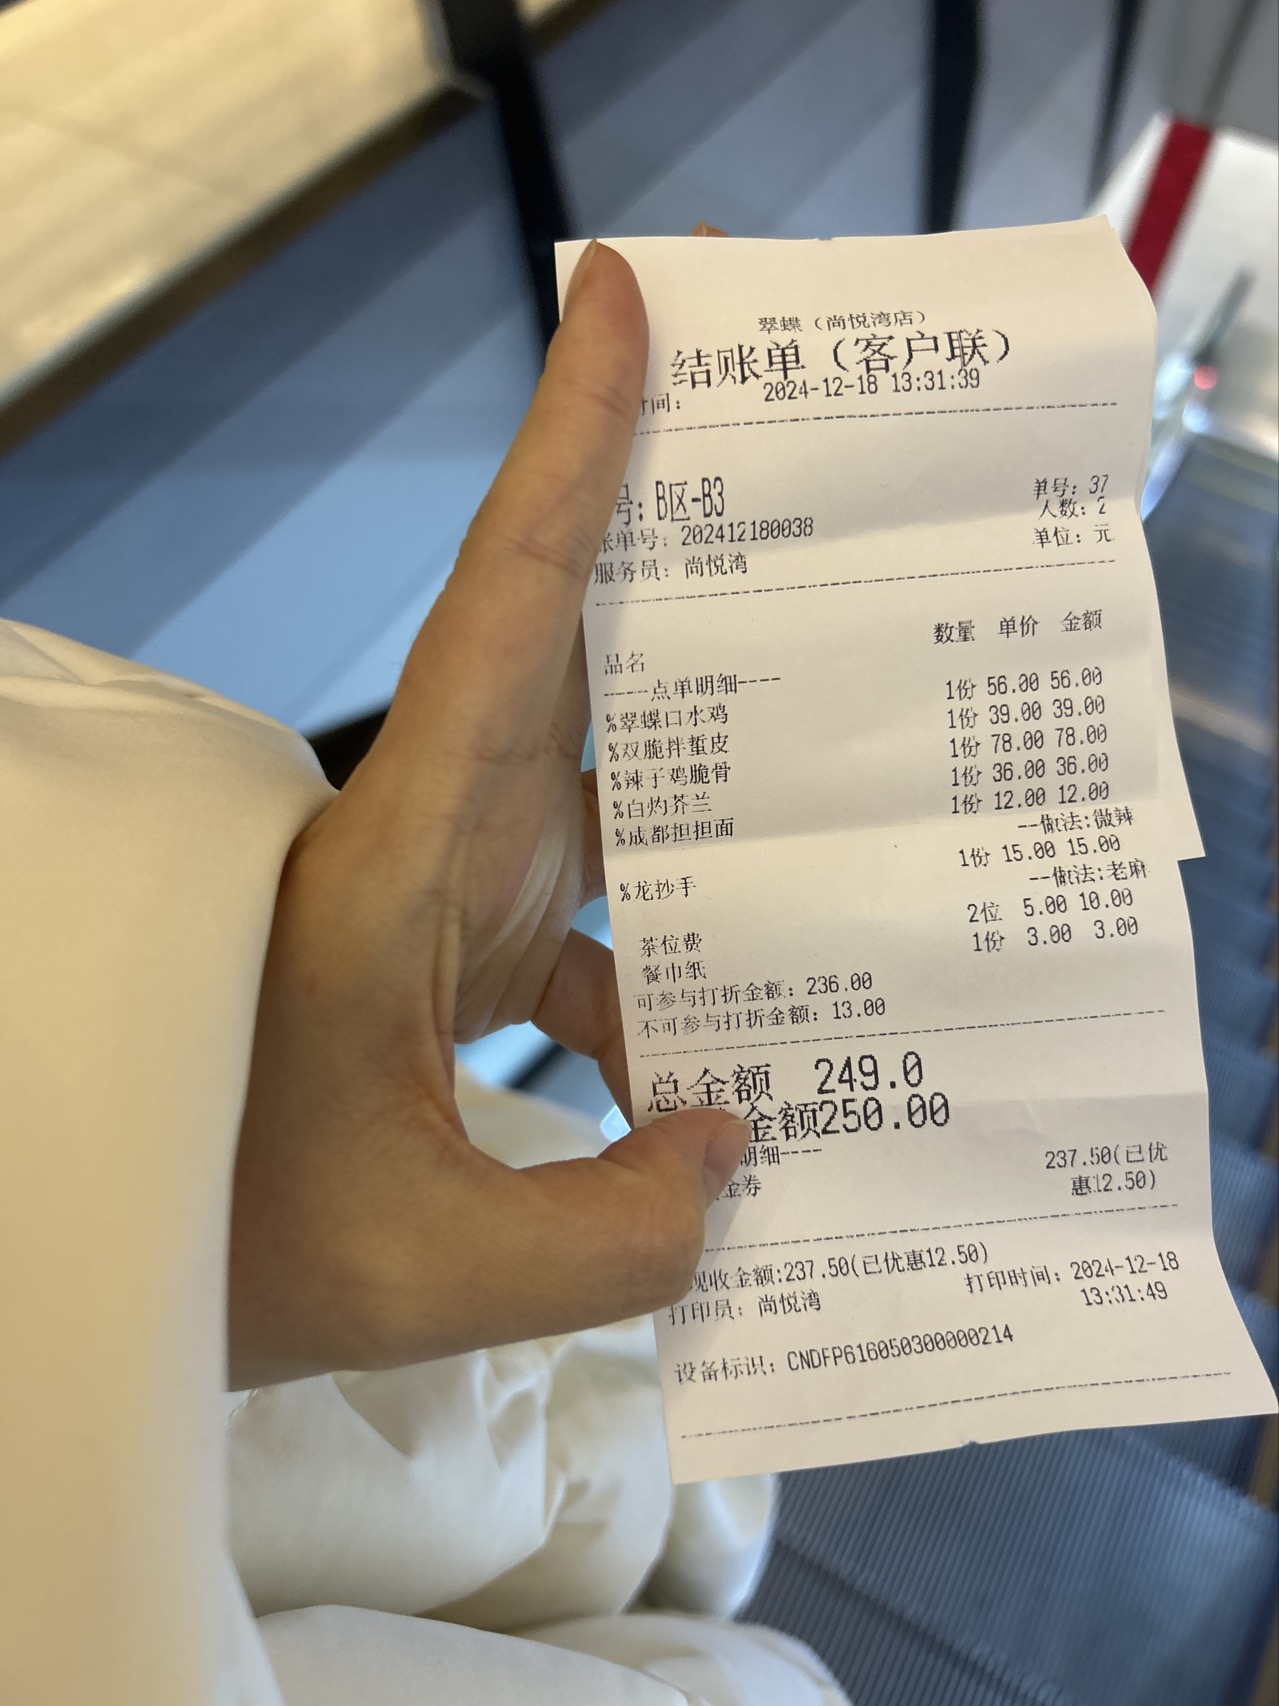 翠蝶（尚悦湾店）
结账单（客户联）
时间： 2024-12-18 13:31:39
号：B区-B3 单号：37
人数：2
账单号：202412180038
服务员：尚悦湾 单位：元
品名 数量 单价 金额
----点单明细----
%翠蝶口水鸡 1份 56.00 56.00
%双脆拌蜇皮 1份 39.00 39.00
%辣子鸡脆骨 1份 78.00 78.00
%白灼芥兰 1份 36.00 36.00
%成都担担面 1份 12.00 12.00
--做法:微辣
%龙抄手 1份 15.00 15.00
--做法:老麻
茶位费 2位 5.00 10.00
餐巾纸 1份 3.00 3.00
可参与打折金额：236.00
不可参与打折金额：13.00
总金额 249.0
金额250.00
明细----
金券 237.50(已优
惠12.50)
现收金额:237.50(已优惠12.50)
打印员：尚悦湾 打印时间：2024-12-18
13:31:49
设备标识：CNDFP616050300000214